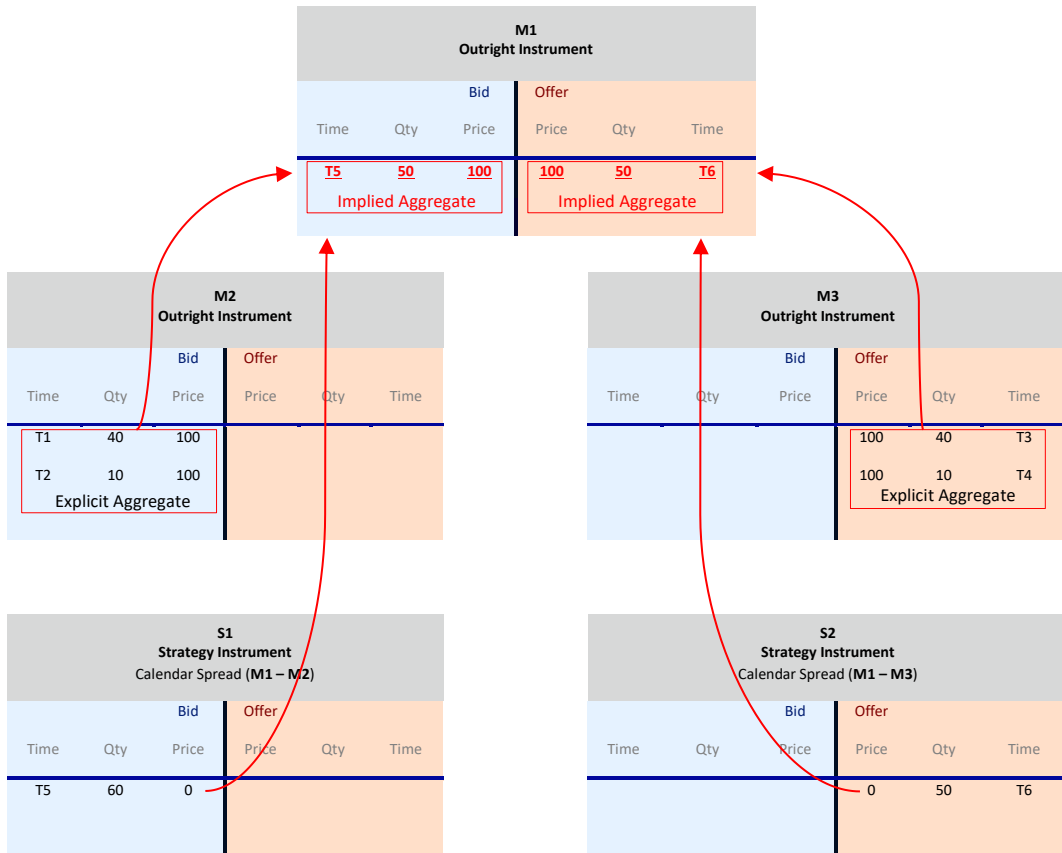 M1
Outright Instrument
Bid Offer
Time Qty Price Price Qty Time
T5 50 100 100 50 T6
Implied Aggregate Implied Aggregate
M2
Outright Instrument
Bid Offer
Time Qty Price Price Qty Time
T1 40 100
T2 10 100
Explicit Aggregate
M3
Outright Instrument
Bid Offer
Time Qty Price Price Qty Time
100 40 T3
100 10 T4
Explicit Aggregate
S1
Strategy Instrument
Calendar Spread (M1 – M2)
Bid Offer
Time Qty Price Price Qty Time
T5 60 0
S2
Strategy Instrument
Calendar Spread (M1 – M3)
Bid Offer
Time Qty Price Price Qty Time
0 50 T6